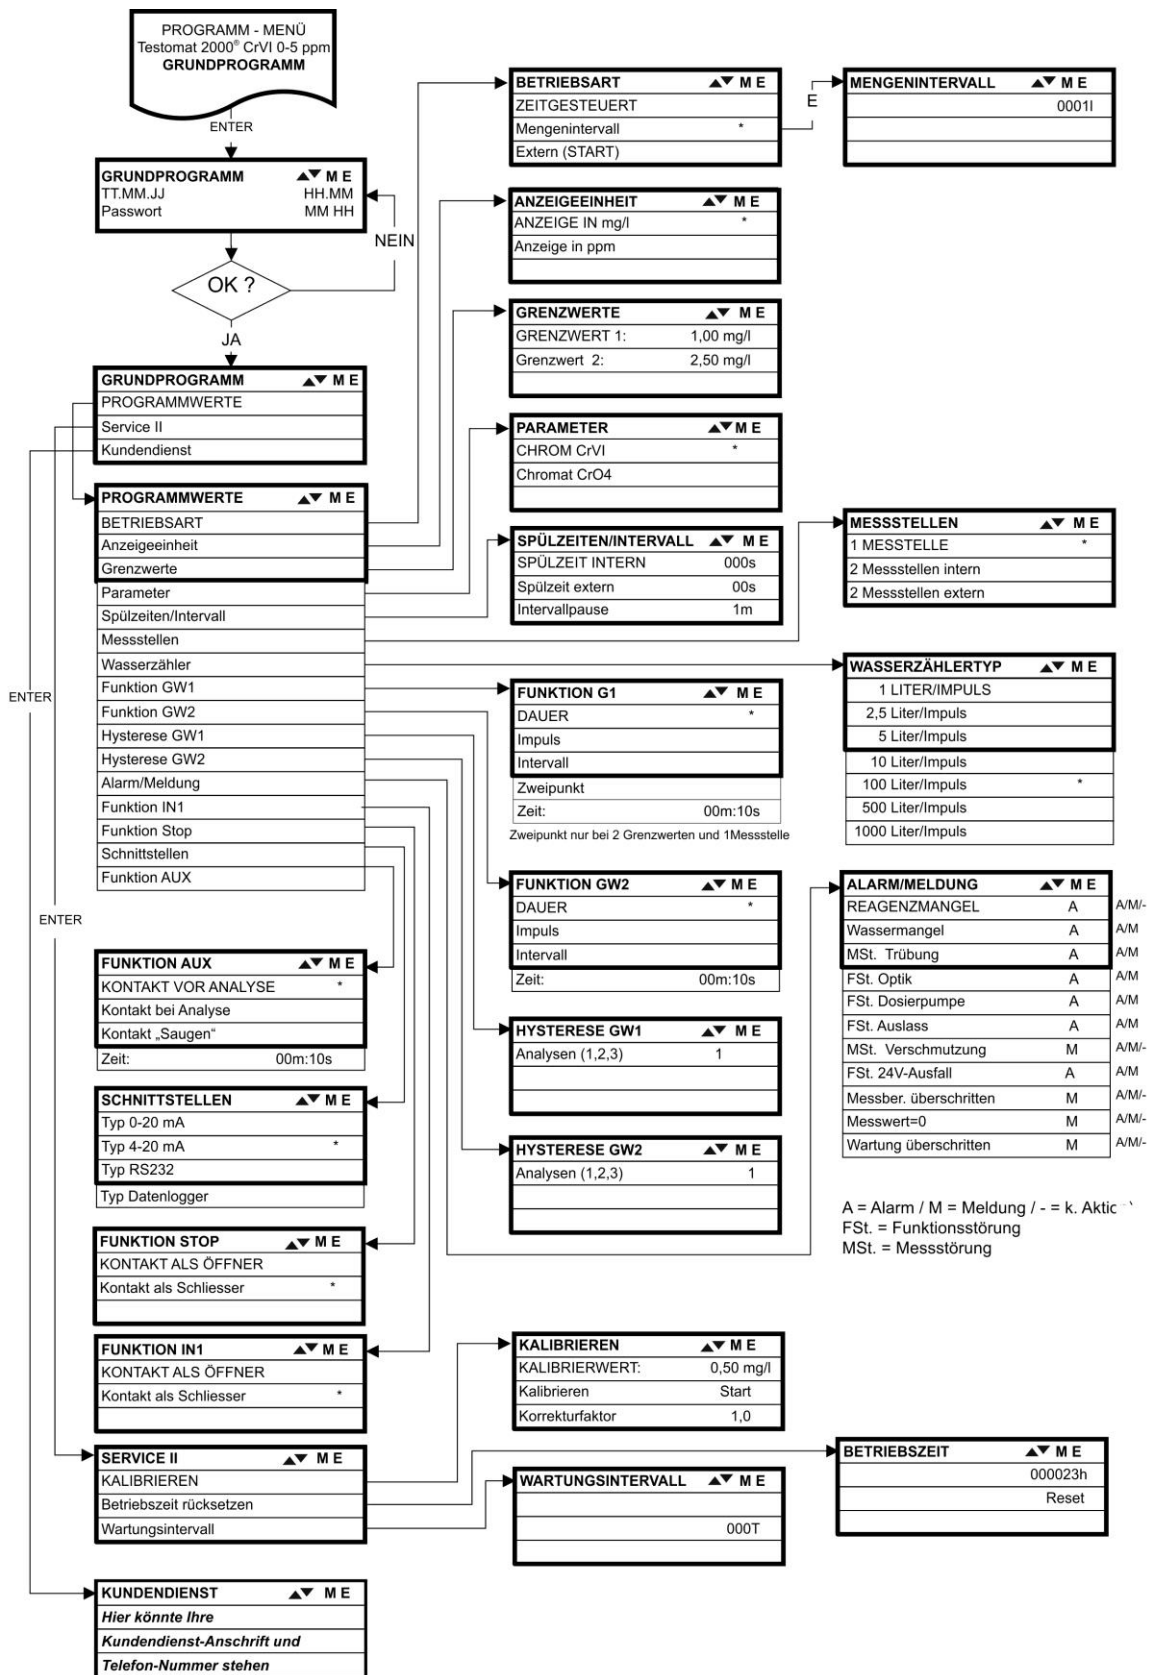 PROGRAMM - MENÜ
Testomat 2000® CrVI 0-5 ppm
GRUNDPROGRAMM
ENTER
GRUNDPROGRAMM ▲▼ M E
TT.MM.JJ HH.MM
Passwort MM HH
NEIN
OK ?
JA
GRUNDPROGRAMM ▲▼ M E
PROGRAMMWERTE
Service II
Kundendienst
PROGRAMMWERTE ▲▼ M E
BETRIEBSART
Anzeigeeinheit
Grenzwerte
Parameter
Spülzeiten/Intervall
Messstellen
Wasserzähler
Funktion GW1
Funktion GW2
Hysterese GW1
Hysterese GW2
Alarm/Meldung
Funktion IN1
Funktion Stop
Schnittstellen
Funktion AUX
ENTER
ENTER
FUNKTION AUX ▲▼ M E
KONTAKT VOR ANALYSE *
Kontakt bei Analyse
Kontakt „Saugen“
Zeit: 00m:10s
SCHNITTSTELLEN ▲▼ M E
Typ 0-20 mA
Typ 4-20 mA *
Typ RS232
Typ Datenlogger
FUNKTION STOP ▲▼ M E
KONTAKT ALS ÖFFNER
Kontakt als Schliesser *
FUNKTION IN1 ▲▼ M E
KONTAKT ALS ÖFFNER
Kontakt als Schliesser *
SERVICE II ▲▼ M E
KALIBRIEREN
Betriebszeit rücksetzen
Wartungsintervall
KUNDENDIENST ▲▼ M E
Hier könnte Ihre
Kundendienst-Anschrift und
Telefon-Nummer stehen
BETRIEBSART ▲▼ M E
ZEITGESTEUERT
Mengenintervall *
Extern (START)
E
MENGENINTERVALL ▲▼ M E
0001l
ANZEIGEEINHEIT ▲▼ M E
ANZEIGE IN mg/l *
Anzeige in ppm
GRENZWERTE ▲▼ M E
GRENZWERT 1: 1,00 mg/l
Grenzwert 2: 2,50 mg/l
PARAMETER ▲▼ M E
CHROM CrVI *
Chromat CrO4
SPÜLZEITEN/INTERVALL ▲▼ M E
SPÜLZEIT INTERN 000s
Spülzeit extern 00s
Intervallpause 1m
MESSSTELLEN ▲▼ M E
1 MESSTELLE *
2 Messstellen intern
2 Messstellen extern
WASSERZÄHLERTYP ▲▼ M E
1 LITER/IMPULS
2,5 Liter/Impuls
5 Liter/Impuls
10 Liter/Impuls
100 Liter/Impuls *
500 Liter/Impuls
1000 Liter/Impuls
FUNKTION G1 ▲▼ M E
DAUER *
Impuls
Intervall
Zweipunkt
Zeit: 00m:10s
Zweipunkt nur bei 2 Grenzwerten und 1Messstelle
FUNKTION GW2 ▲▼ M E
DAUER *
Impuls
Intervall
Zeit: 00m:10s
HYSTERESE GW1 ▲▼ M E
Analysen (1,2,3) 1
HYSTERESE GW2 ▲▼ M E
Analysen (1,2,3) 1
ALARM/MELDUNG ▲▼ M E
REAGENZMANGEL A A/M/-
Wassermangel A A/M
MSt. Trübung A A/M
FSt. Optik A A/M
FSt. Dosierpumpe A A/M
FSt. Auslass A A/M
MSt. Verschmutzung M A/M/-
FSt. 24V-Ausfall A A/M
Messber. überschritten M A/M/-
Messwert=0 M A/M/-
Wartung überschritten M A/M/-
A = Alarm / M = Meldung / - = k.
FSt. = Funktionsstörung
MSt. = Messstörung
KALIBRIEREN ▲▼ M E
KALIBRIERWERT: 0,50 mg/l
Kalibrieren Start
Korrekturfaktor 1,0
WARTUNGSINTERVALL ▲▼ M E
000T
BETRIEBSZEIT ▲▼ M E
000023h
Reset